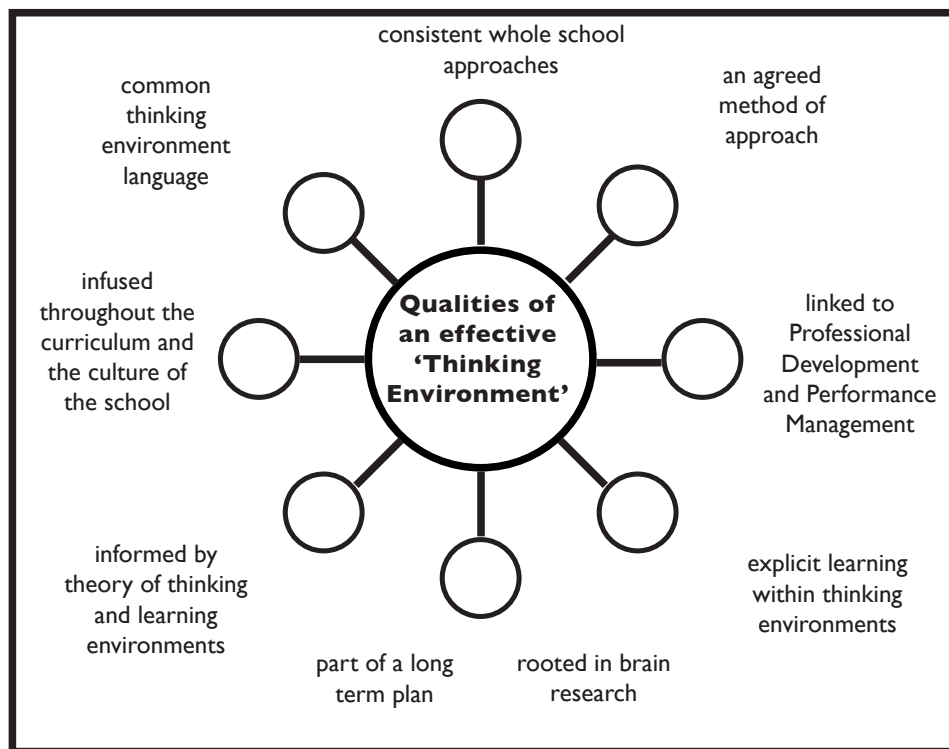 consistent whole school
approaches
an agreed
method of
approach
common
thinking
environment
language
Qualities of
an effective
‘Thinking
Environment’
infused
throughout the
curriculum and
the culture of
the school
linked to
Professional
Development
and Performance
Management
informed by
theory of thinking
and learning
environments
explicit learning
within thinking
environments
part of a long
term plan
rooted in brain
research